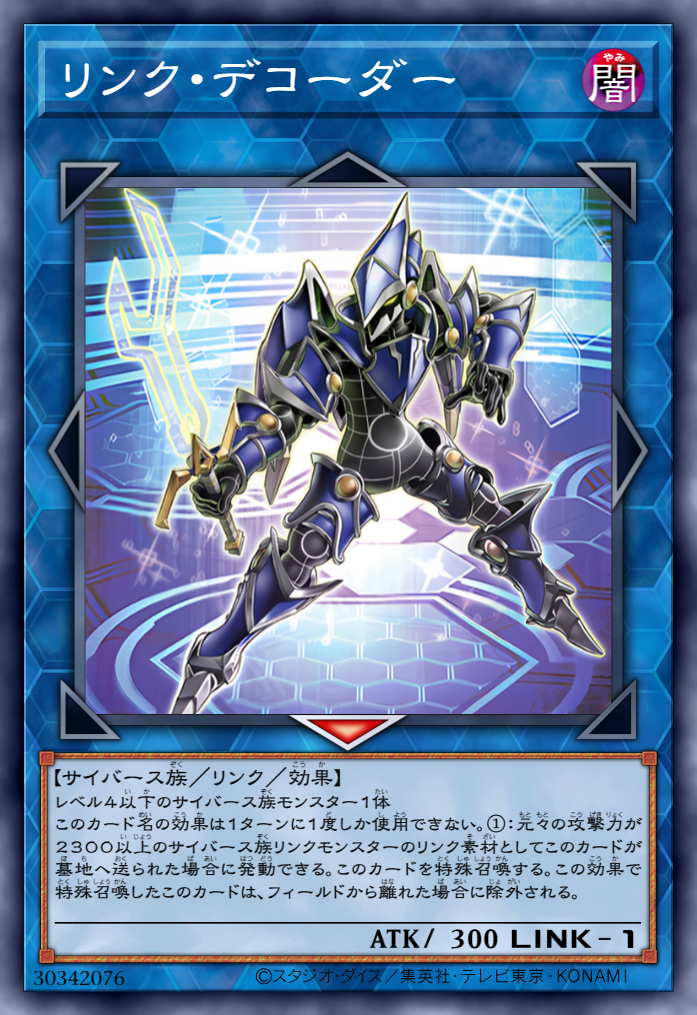 リンク・デコーダー
闇
【サイバース族／リンク／効果】
レベル4以下のサイバース族モンスター1体
このカード名の効果は1ターンに1度しか使用できない。①：元々の攻撃力が
2300以上のサイバース族リンクモンスターのリンク素材としてこのカードが
墓地へ送られた場合に発動できる。このカードを特殊召喚する。この効果で
特殊召喚したこのカードは、フィールドから離れた場合に除外される。
ATK/ 300 LINK-1
30342076 ©スタジオ・ダイス／集英社・テレビ東京・KONAMI